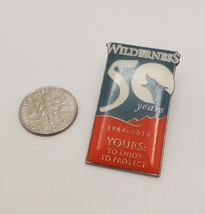 WILDERNESS
50
years
1964-2014
YOURS:
TO ENJOY
TO PROTECT